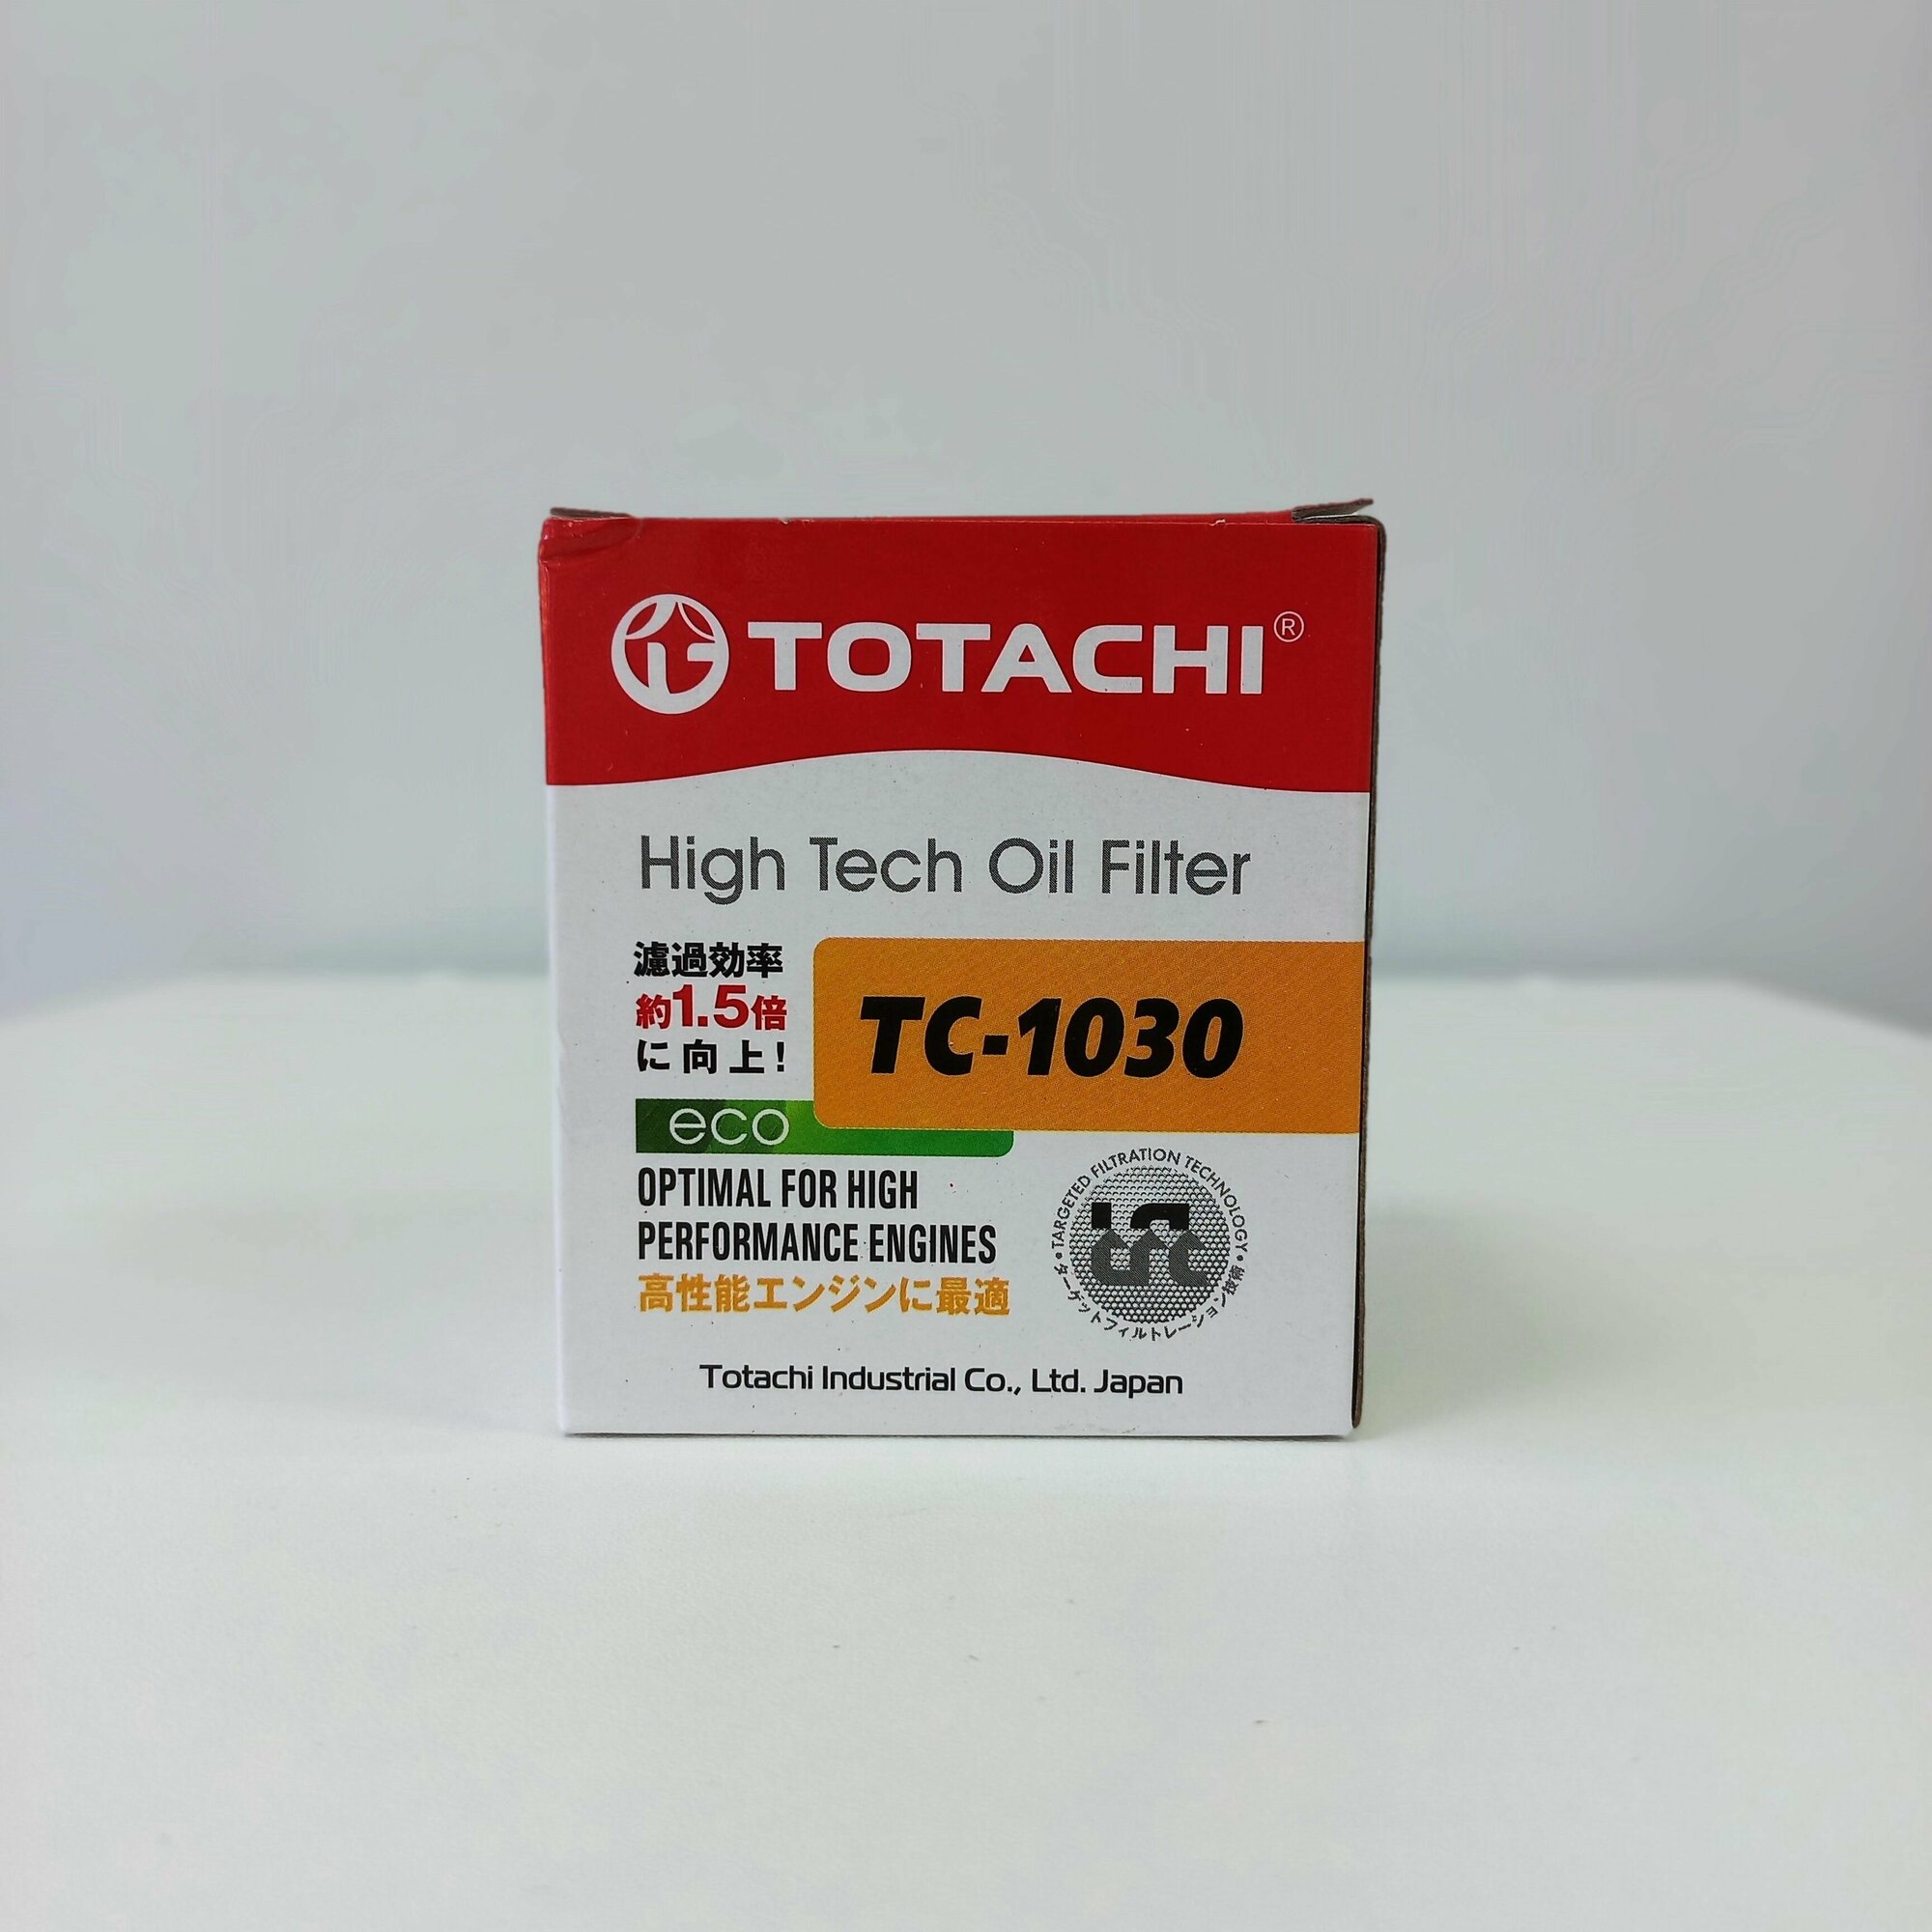 TOTACHI®
High Tech Oil Filter
濾過効率
約1.5倍
に向上!
TC-1030
eco
OPTIMAL FOR HIGH
PERFORMANCE ENGINES
高性能エンジンに最適
TARGETED FILTRATION TECHNOLOGY
ターゲットフィルトレーション技術
Totachi Industrial Co., Ltd. Japan